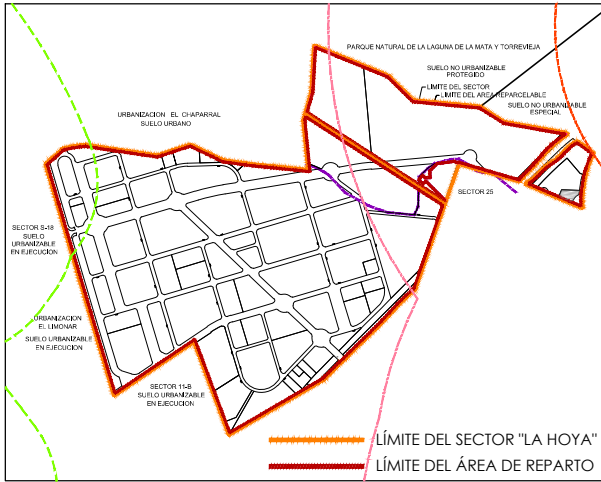 PARQUE NATURAL DE LA LAGUNA DE LA MATA Y TORREVIEJA
SUELO NO URBANIZABLE
PROTEGIDO
LÍMITE DEL SECTOR
LÍMITE DEL AREA REPARCELABLE
SUELO NO URBANIZABLE
ESPECIAL
URBANIZACION EL CHAPARRAL
SUELO URBANO
SECTOR 25
SECTOR S-18
SUELO
URBANIZABLE
EN EJECUCION
URBANIZACION
EL LIMONAR
SUELO URBANIZABLE
EN EJECUCION
SECTOR 11-B
SUELO URBANIZABLE
EN EJECUCION
LÍMITE DEL SECTOR "LA HOYA"
LÍMITE DEL ÁREA DE REPARTO